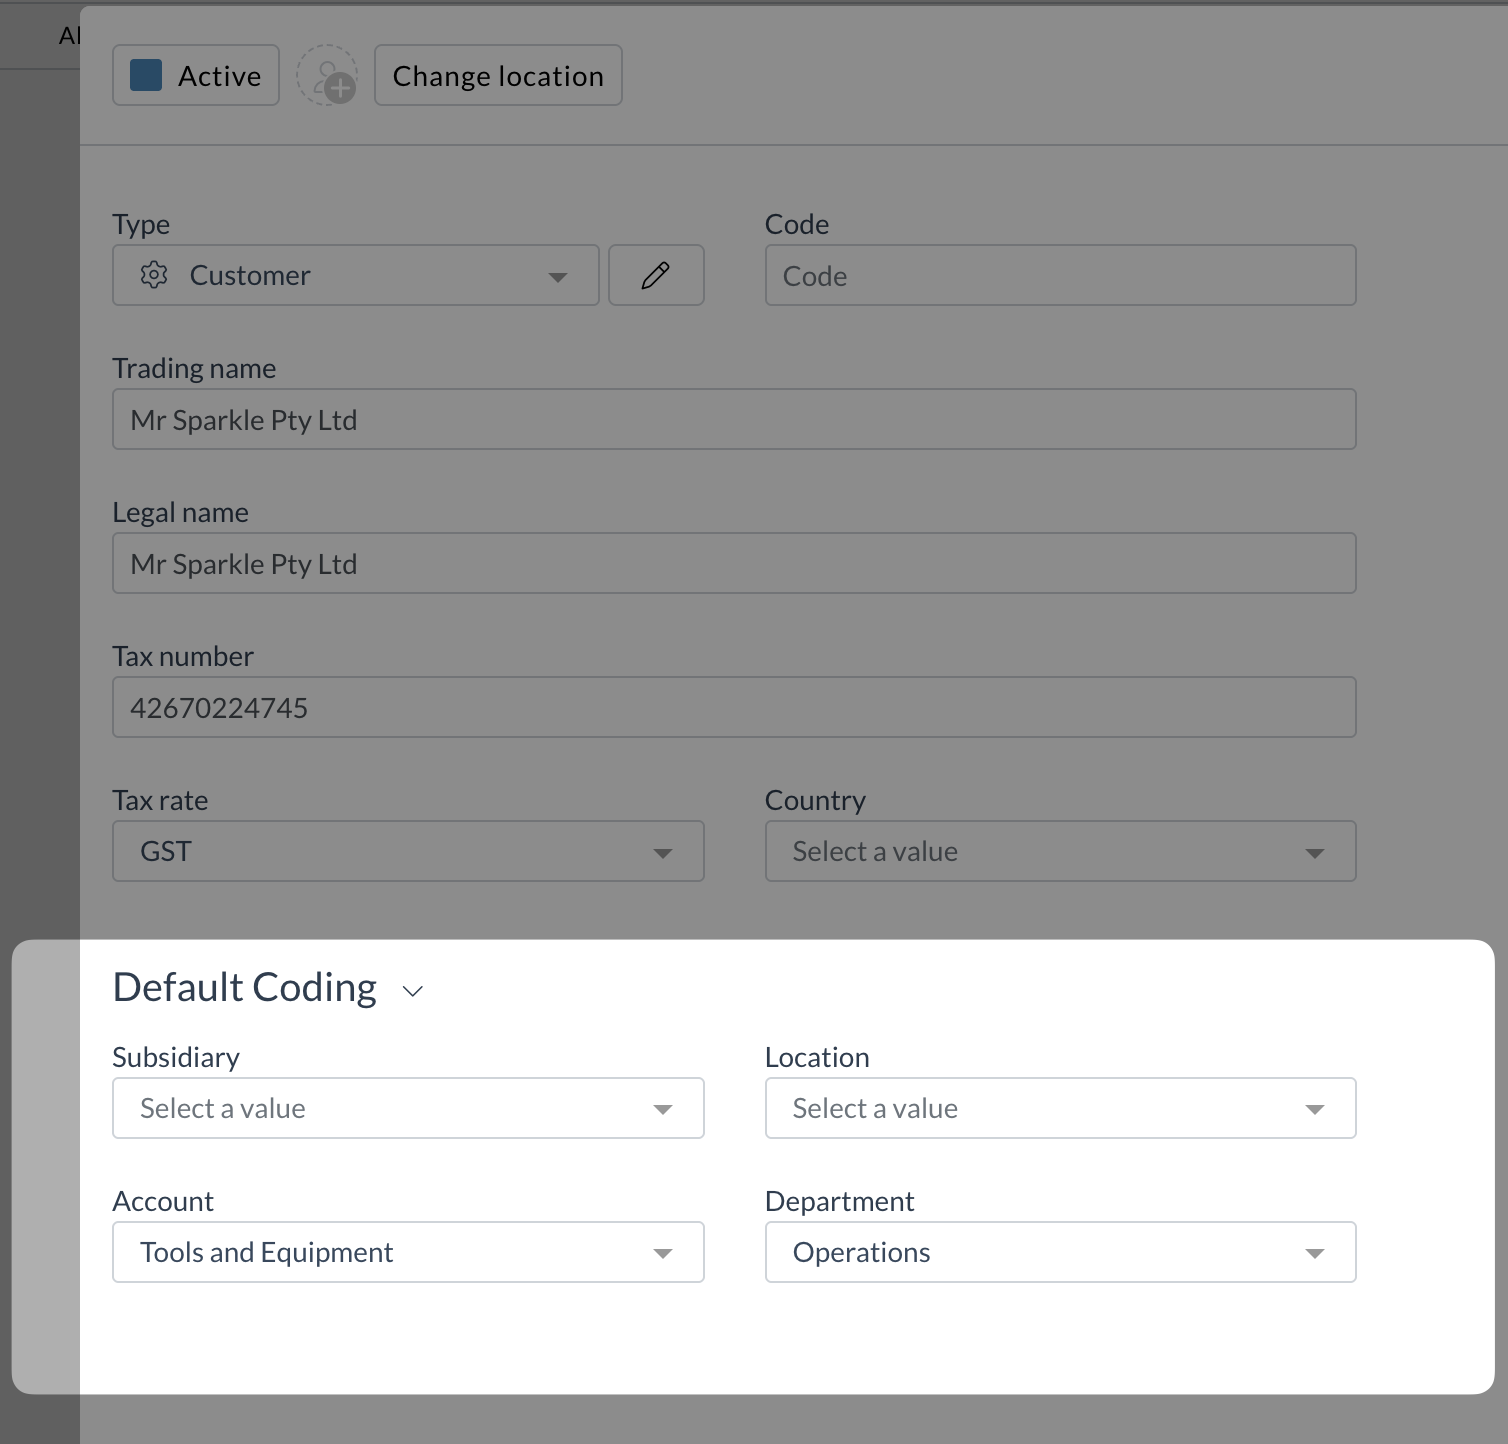 Active
Change location
Type
Code
Customer
Code
Trading name
Mr Sparkle Pty Ltd
Legal name
Mr Sparkle Pty Ltd
Tax number
42670224745
Tax rate
Country
GST
Select a value
Default Coding
Subsidiary
Location
Select a value
Select a value
Account
Department
Tools and Equipment
Operations